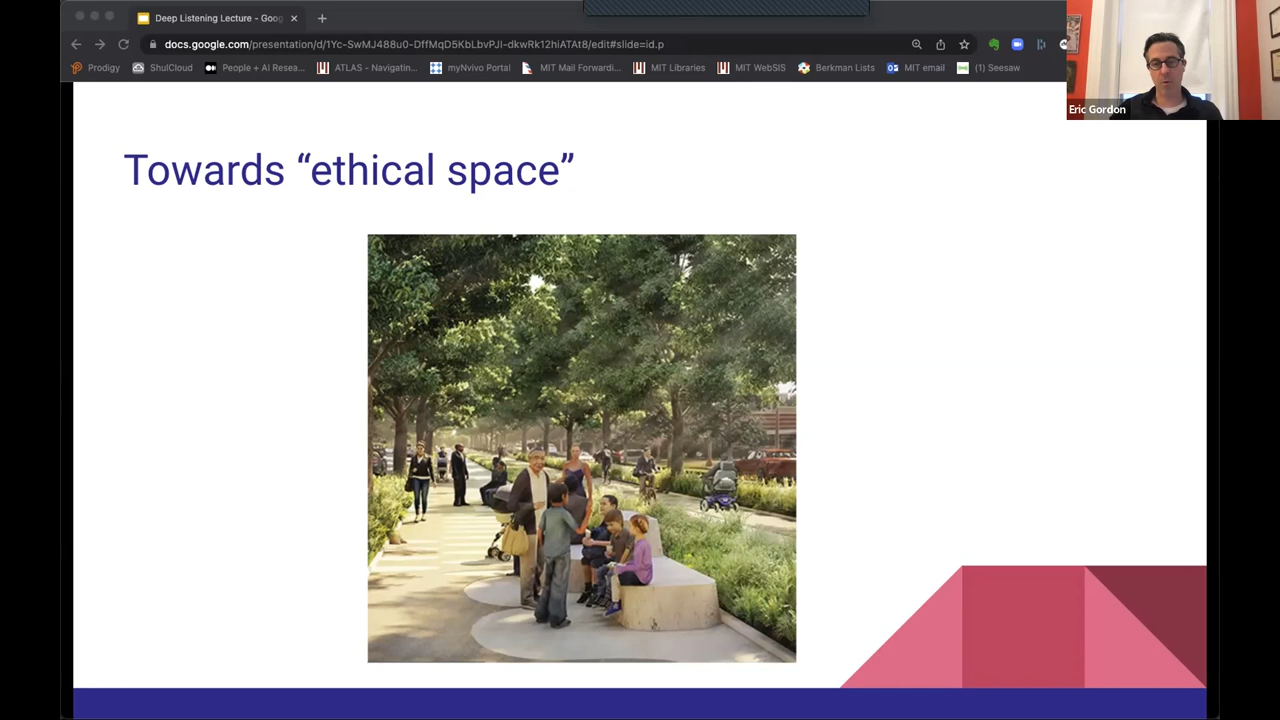 Deep Listening Lecture - Goog
docs.google.com/presentation/d/1Yc-SwMJ488u0-DffMqD5KbLbvPJI-dkwRk12hiATAt8/edit#slide=id.p
Prodigy
ShulCloud
People + AI Resea...
ATLAS - Navigatin...
myNvivo Portal
MIT Mail Forwardi...
MIT Libraries
MIT WebSIS
Berkman Lists
MIT email
(1) Seesaw
Eric Gordon
Towards “ethical space”